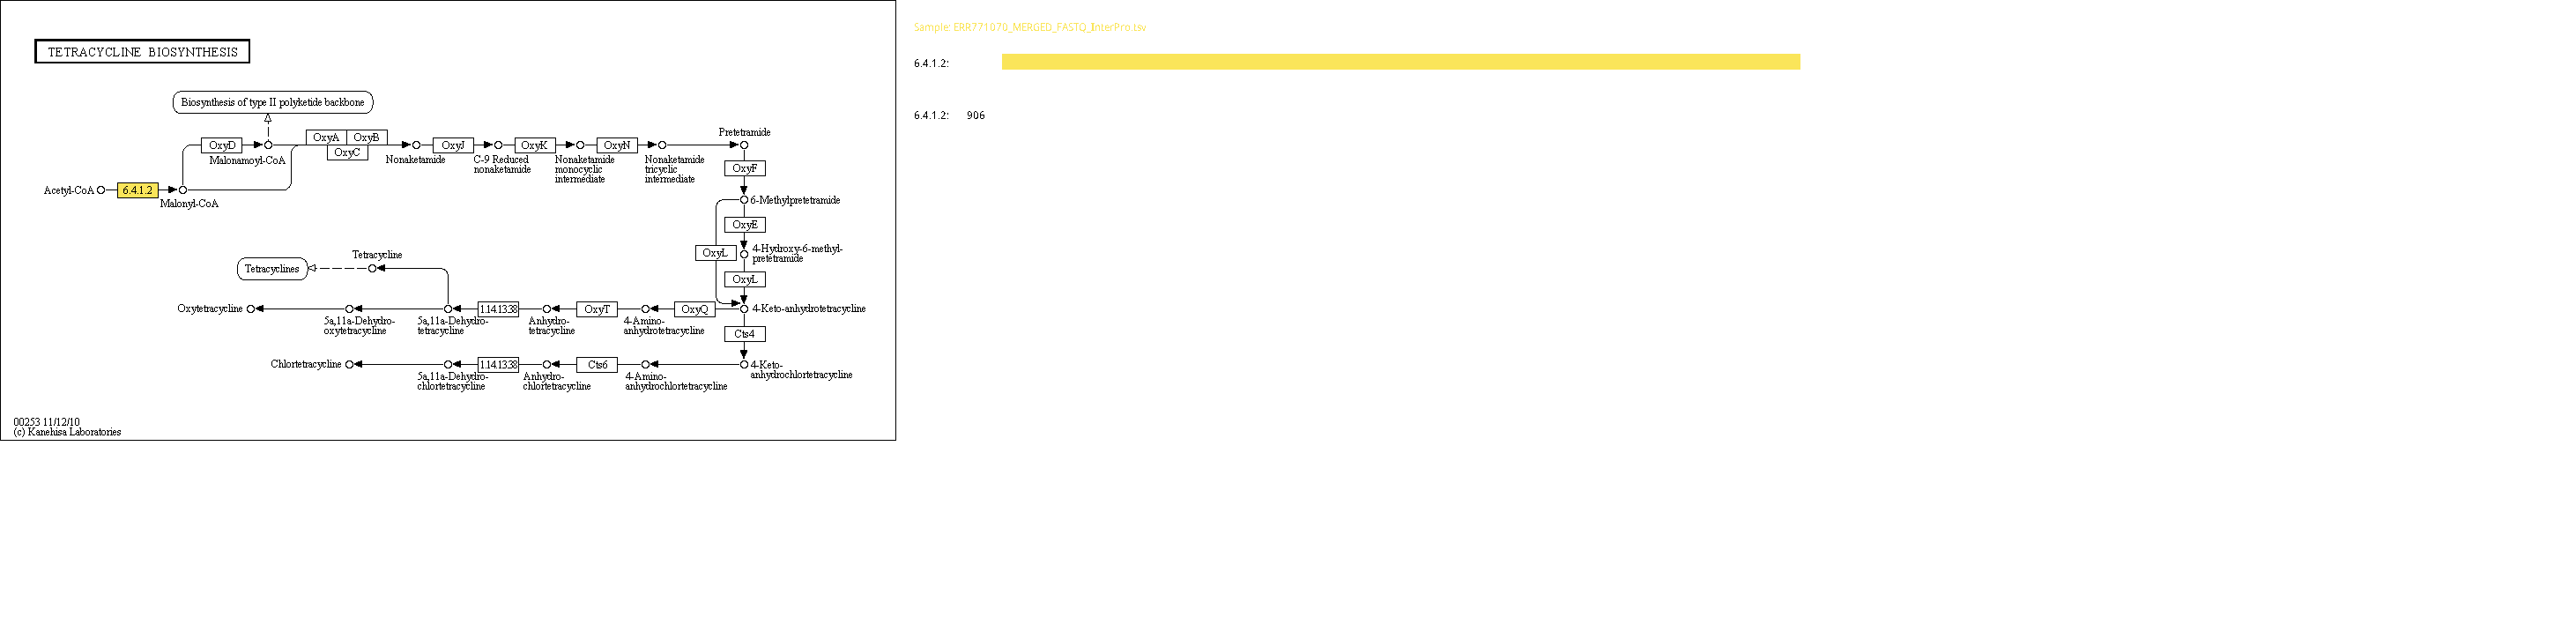 TETRACYCLINE BIOSYNTHESIS
Sample: ERR771070_MERGED_FASTQ_InterPro.tsv
6.4.1.2:
6.4.1.2: 906
Biosynthesis of type II polyketide backbone
OxyD
Malonamoyl-CoA
OxyA
OxyB
OxyC
Nonaketamide
OxyJ
C-9 Reduced
nonaketamide
OxyK
Nonaketamide
monocyclic
intermediate
OxyN
Nonaketamide
tricyclic
intermediate
Pretetramide
OxyF
Acetyl-CoA
6.4.1.2
Malonyl-CoA
6-Methylpretetramide
OxyE
OxyL
4-Hydroxy-6-methyl-
pretetramide
OxyL
Tetracycline
Tetracyclines
Oxytetracycline
5a,11a-Dehydro-
oxytetracycline
5a,11a-Dehydro-
tetracycline
1.14.13.38
Anhydro-
tetracycline
OxyT
4-Amino-
anhydrotetracycline
OxyQ
4-Keto-anhydrotetracycline
Cts4
Chlortetracycline
5a,11a-Dehydro-
chlortetracycline
1.14.13.38
Anhydro-
chlortetracycline
Cts6
4-Amino-
anhydrochlortetracycline
4-Keto-
anhydrochlortetracycline
00253 11/12/10
(c) Kanehisa Laboratories